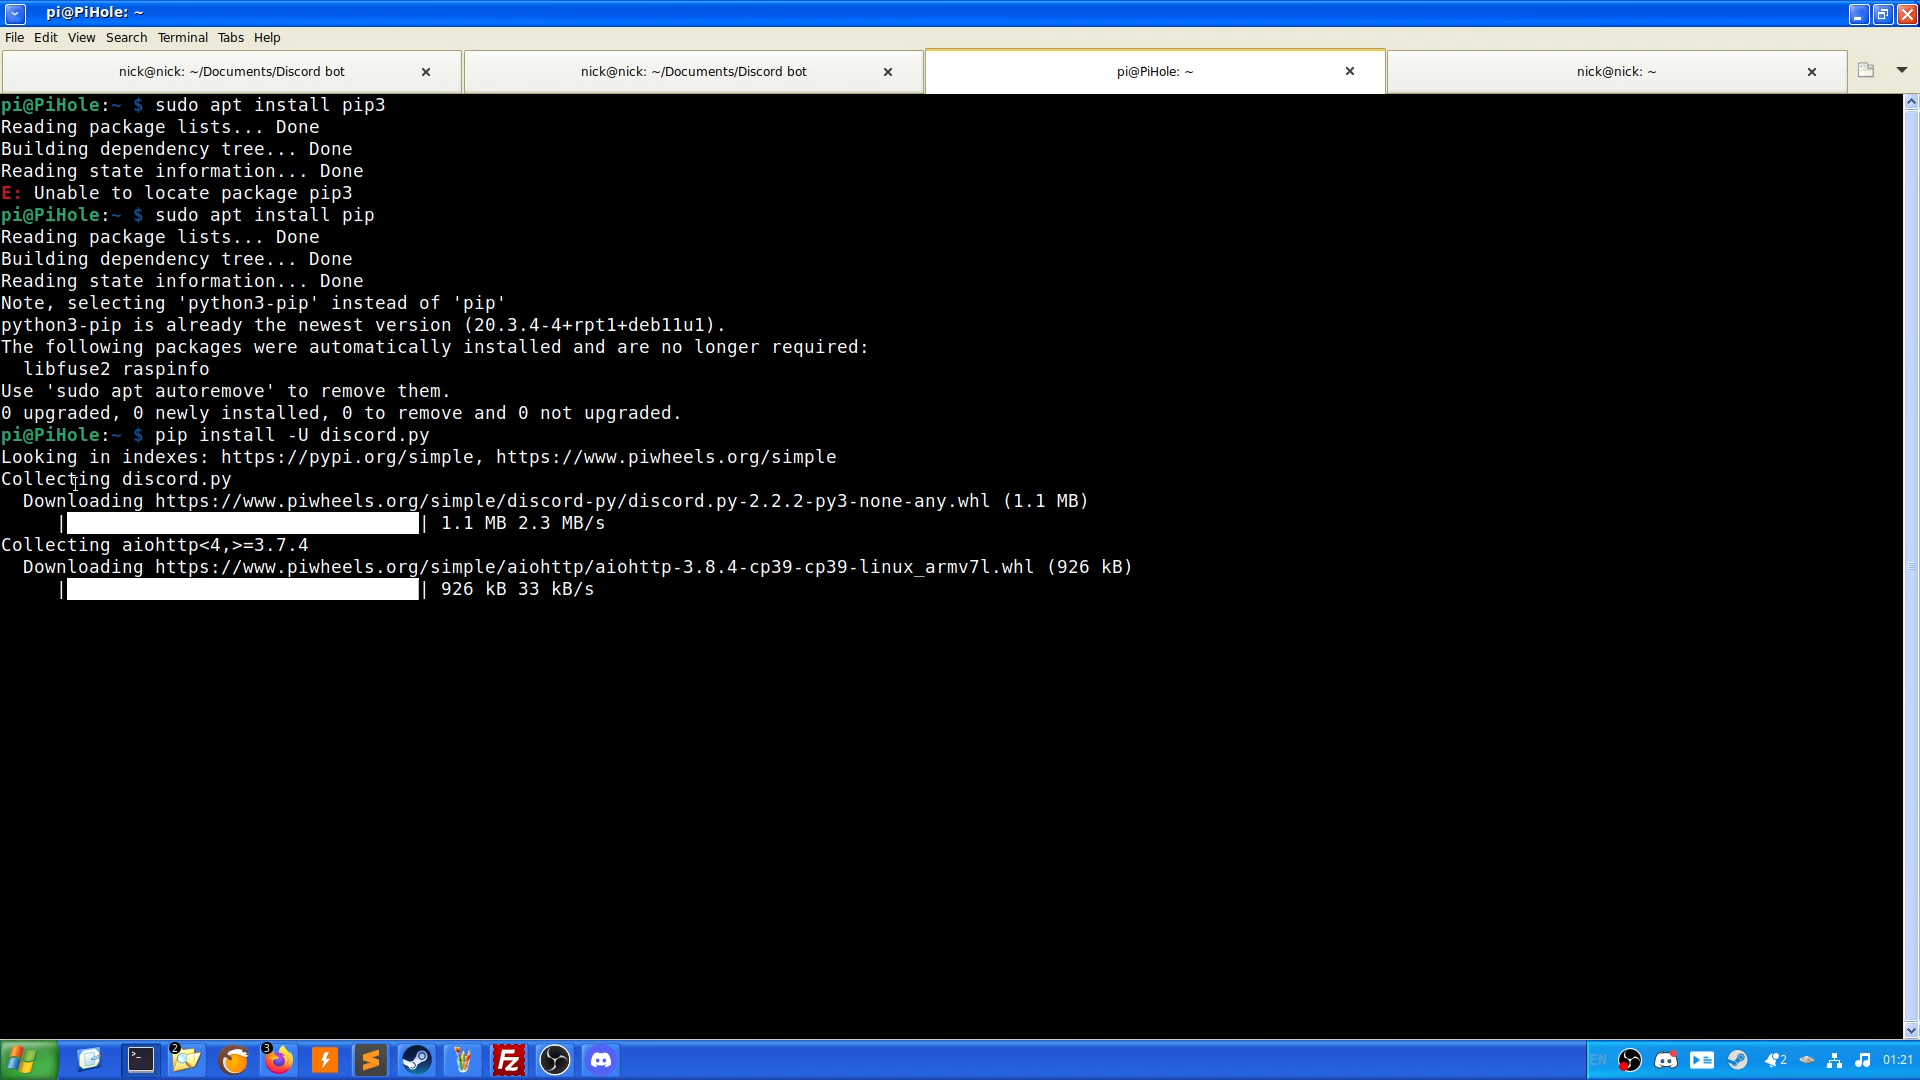 pi@PiHole: ~
File Edit View Search Terminal Tabs Help
nick@nick: ~/Documents/Discord bot
nick@nick: ~/Documents/Discord bot
pi@PiHole: ~
nick@nick: ~
pi@PiHole:~ $ sudo apt install pip3
Reading package lists... Done
Building dependency tree... Done
Reading state information... Done
E: Unable to locate package pip3
pi@PiHole:~ $ sudo apt install pip
Reading package lists... Done
Building dependency tree... Done
Reading state information... Done
Note, selecting 'python3-pip' instead of 'pip'
python3-pip is already the newest version (20.3.4-4+rpt1+deb11u1).
The following packages were automatically installed and are no longer required:
  libfuse2 raspinfo
Use 'sudo apt autoremove' to remove them.
0 upgraded, 0 newly installed, 0 to remove and 0 not upgraded.
pi@PiHole:~ $ pip install -U discord.py
Looking in indexes: https://pypi.org/simple, https://www.piwheels.org/simple
Collecting discord.py
  Downloading https://www.piwheels.org/simple/discord-py/discord.py-2.2.2-py3-none-any.whl (1.1 MB)
| | 1.1 MB 2.3 MB/s
Collecting aiohttp<4,>=3.7.4
  Downloading https://www.piwheels.org/simple/aiohttp/aiohttp-3.8.4-cp39-cp39-linux_armv7l.whl (926 kB)
| | 926 kB 33 kB/s
2 3 FZ EN 2 01:21